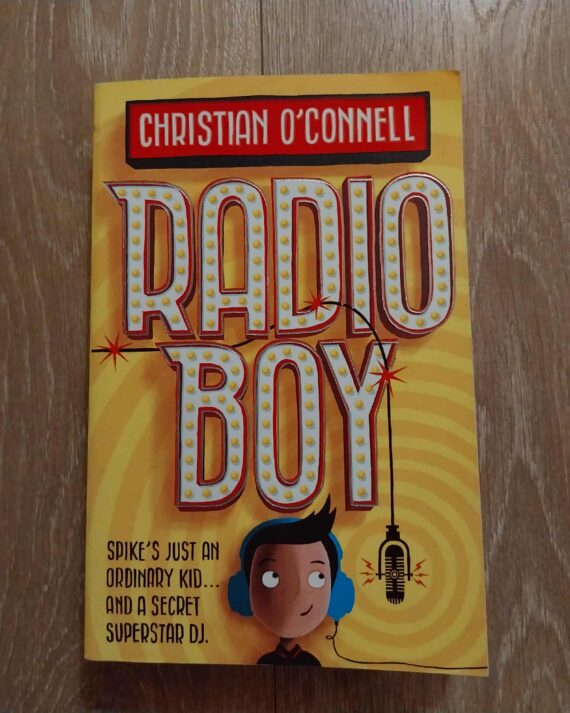 CHRISTIAN O'CONNELL
RADIO
BOY
SPIKE'S JUST AN
ORDINARY KID...
AND A SECRET
SUPERSTAR DJ.